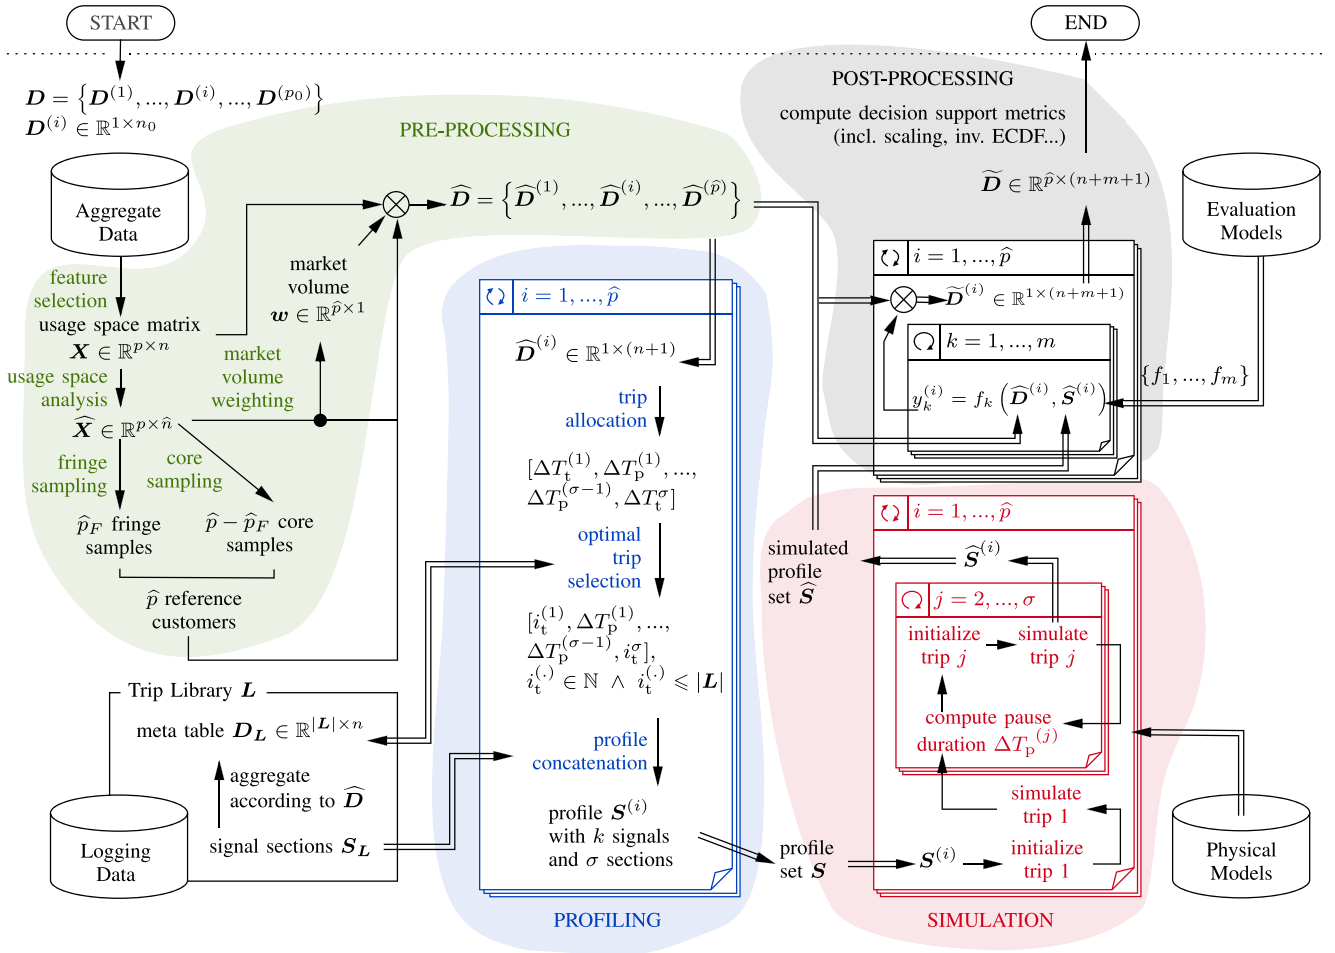 START
END
D = {D^(1), ..., D^(i), ..., D^(p_0)}
D^(i) ∈ ℝ^{1×n_0}
PRE-PROCESSING
Aggregate
Data
feature
selection
usage space matrix
X ∈ ℝ^{p×n}
usage space
analysis
X̂ ∈ ℝ^{p×n̂}
fringe
sampling
core
sampling
p̂_F fringe
samples
p̂ − p̂_F core
samples
p̂ reference
customers
market
volume
weighting
market
volume
w ∈ ℝ^{p̂×1}
D̂ = {D̂^(1), ..., D̂^(i), ..., D̂^(p̂)}
Trip Library L
meta table D_L ∈ ℝ^{|L|×n}
aggregate
according to D̂
signal sections S_L
Logging
Data
i = 1, ..., p̂
D̂^(i) ∈ ℝ^{1×(n+1)}
trip
allocation
[ΔT_t^(1), ΔT_p^(1), ...,
ΔT_p^(σ−1), ΔT_t^σ]
optimal
trip
selection
[i_t^(1), ΔT_p^(1), ...,
ΔT_p^(σ−1), i_t^σ],
i_t^(.) ∈ ℕ ∧ i_t^(.) ⩽ |L|
profile
concatenation
profile S^(i)
with k signals
and σ sections
PROFILING
profile
set S
POST-PROCESSING
compute decision support metrics
(incl. scaling, inv. ECDF...)
D̃ ∈ ℝ^{p̂×(n+m+1)}
i = 1, ..., p̂
D̃^(i) ∈ ℝ^{1×(n+m+1)}
k = 1, ..., m
y_k^(i) = f_k (D̂^(i), Ŝ^(i))
{f_1, ..., f_m}
Evaluation
Models
simulated
profile
set Ŝ
i = 1, ..., p̂
Ŝ^(i)
j = 2, ..., σ
initialize
trip j
simulate
trip j
compute pause
duration ΔT_p^(j)
simulate
trip 1
S^(i)
initialize
trip 1
SIMULATION
Physical
Models